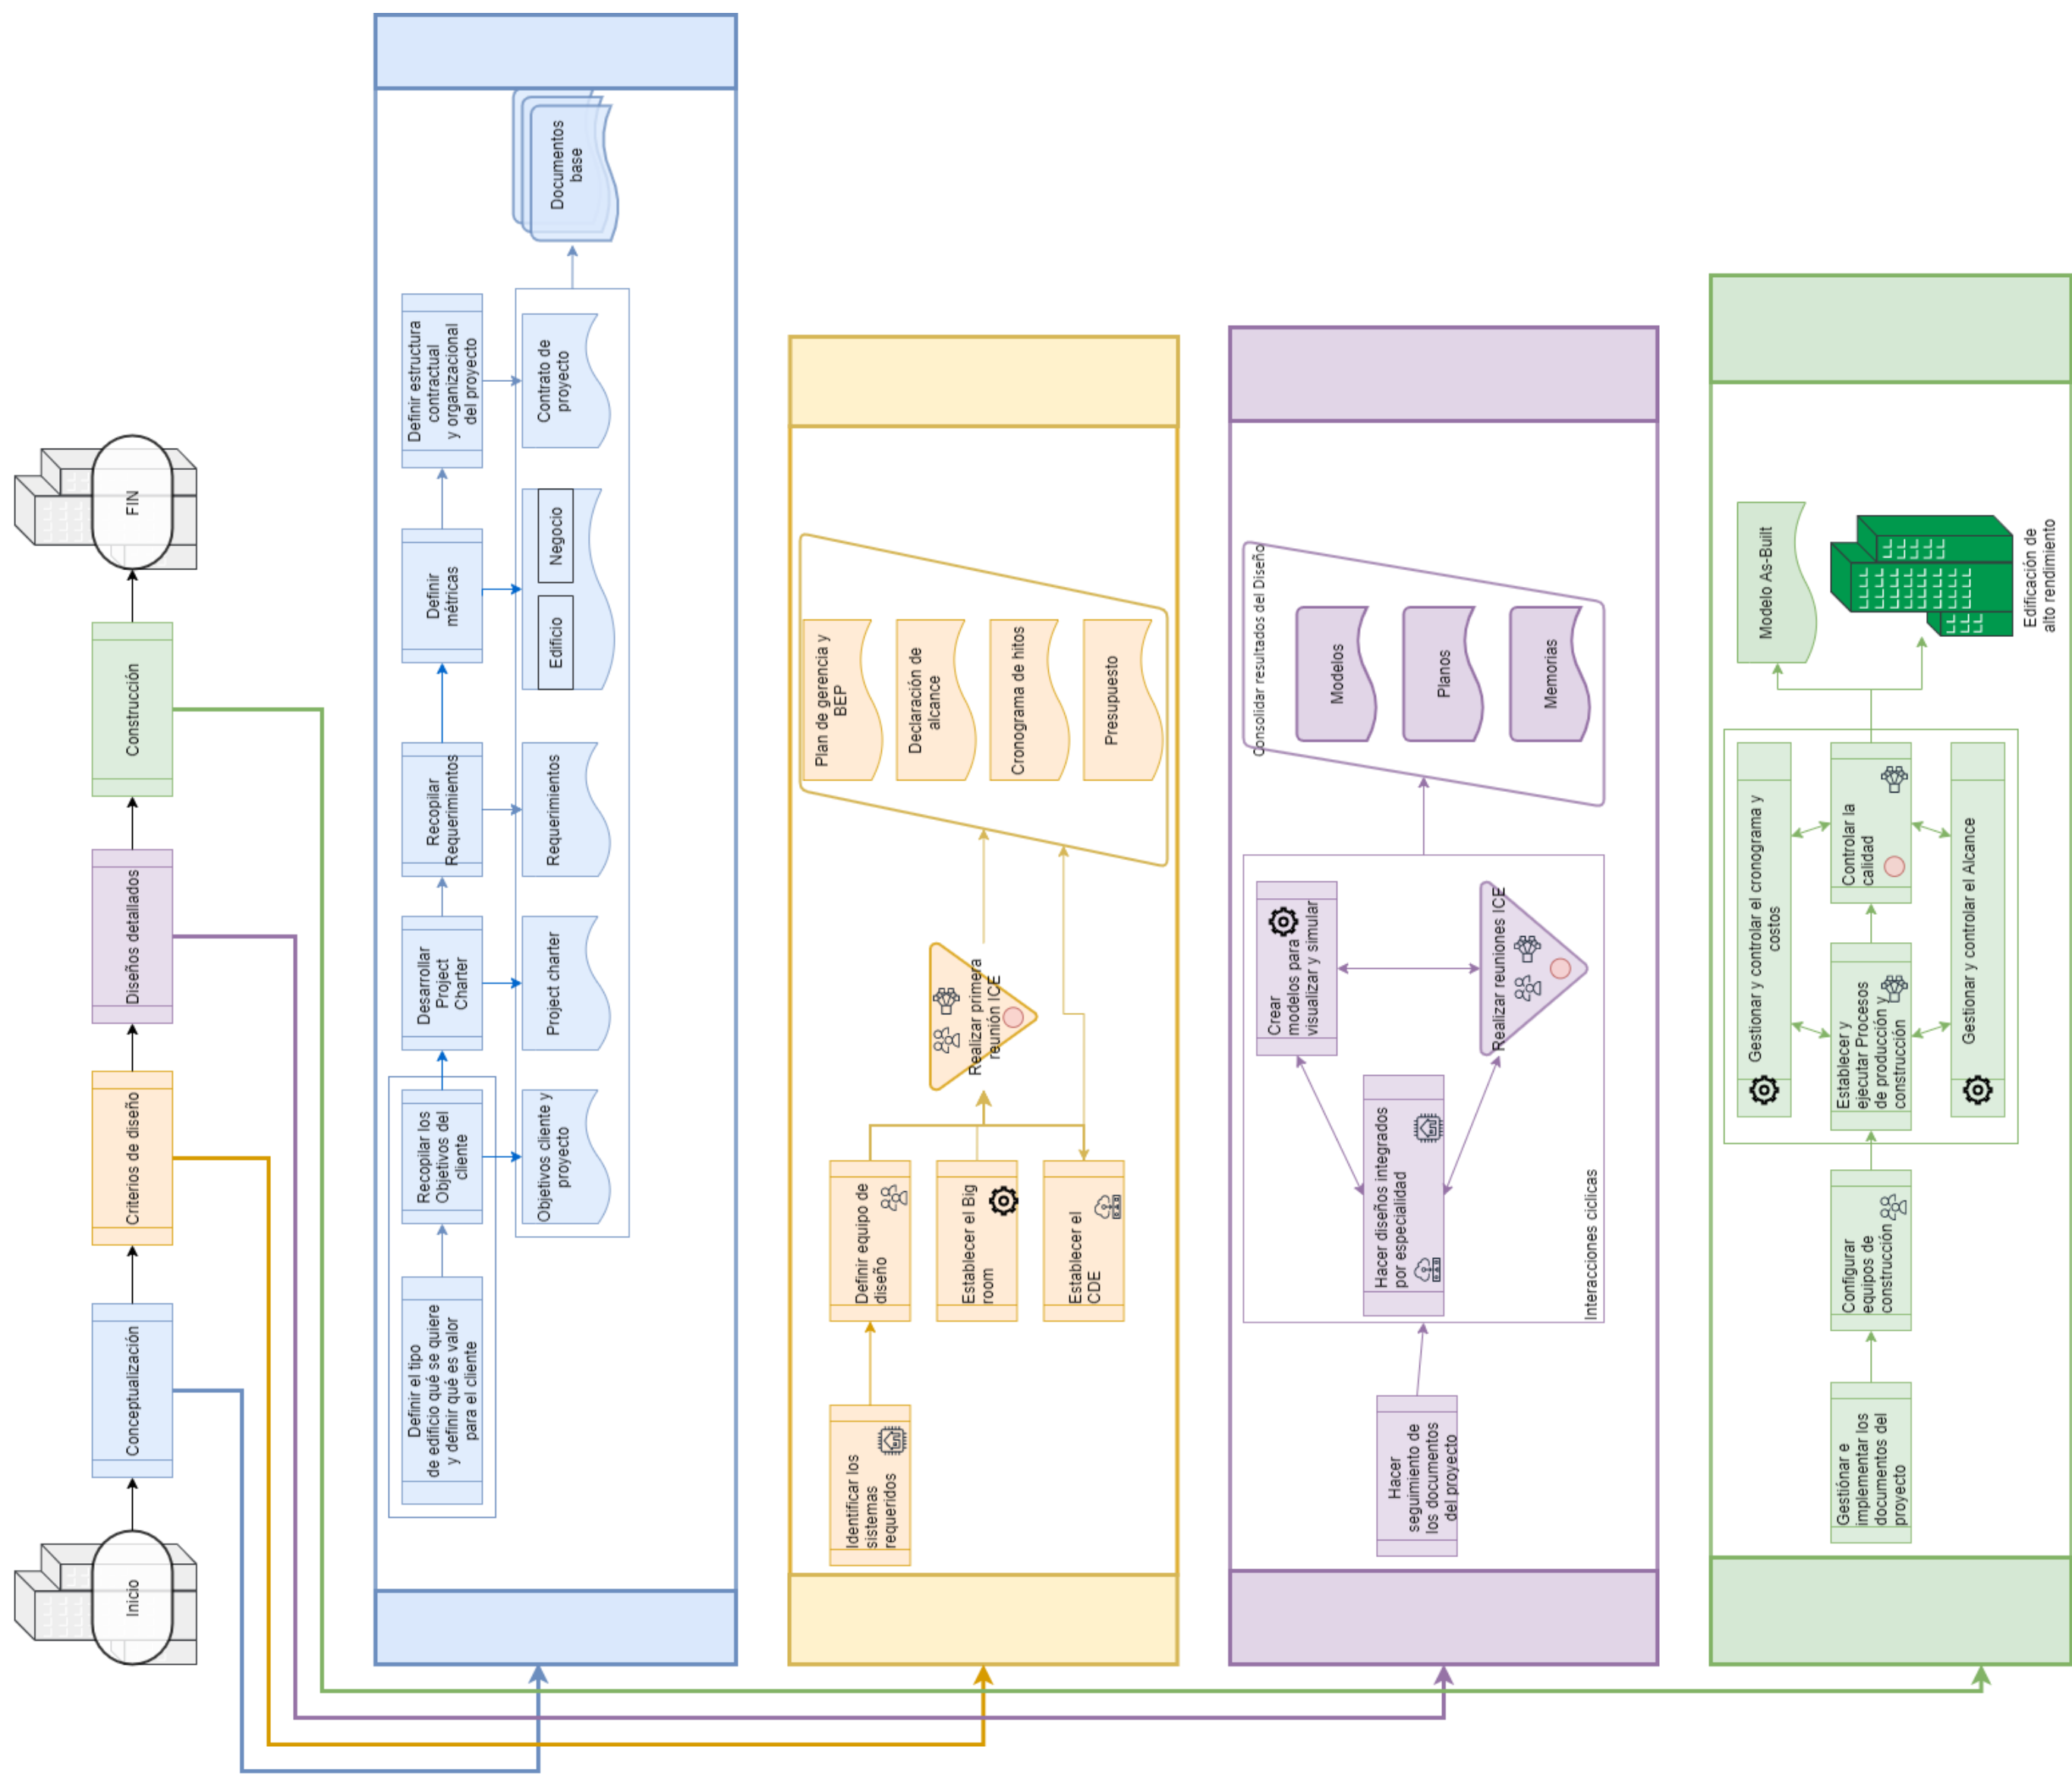 Inicio
Conceptualización
Criterios de diseño
Diseños detallados
Construcción
FIN
Definir el tipo
de edificio qué se quiere
y definir qué es valor
para el cliente
Recopilar los
Objetivos del
cliente
Desarrollar
Project
Charter
Recopilar
Requerimientos
Definir
métricas
Definir estructura
contractual
y organizacional
del proyecto
Objetivos cliente y
proyecto
Project charter
Requerimientos
Edificio
Negocio
Contrato de
proyecto
Documentos
base
Identificar los
sistemas
requeridos
Definir equipo de
diseño
Establecer el Big
room
Establecer el
CDE
Realizar primera
reunión ICE
Plan de gerencia y
BEP
Declaración de
alcance
Cronograma de hitos
Presupuesto
Hacer
seguimiento de
los documentos
del proyecto
Hacer diseños integrados
por especialidad
Crear
modelos para
visualizar y simular
Realizar reuniones ICE
Interacciones ciclicas
Consolidar resultados del Diseño
Modelos
Planos
Memorias
Gestiónar e
implementar los
documentos del
proyecto
Configurar
equipos de
construcción
Gestionar y controlar el cronograma y
costos
Establecer y
ejecutar Procesos
de producción y
construcción
Controlar la
calidad
Gestionar y controlar el Alcance
Modelo As-Built
Edificación de
alto rendimiento